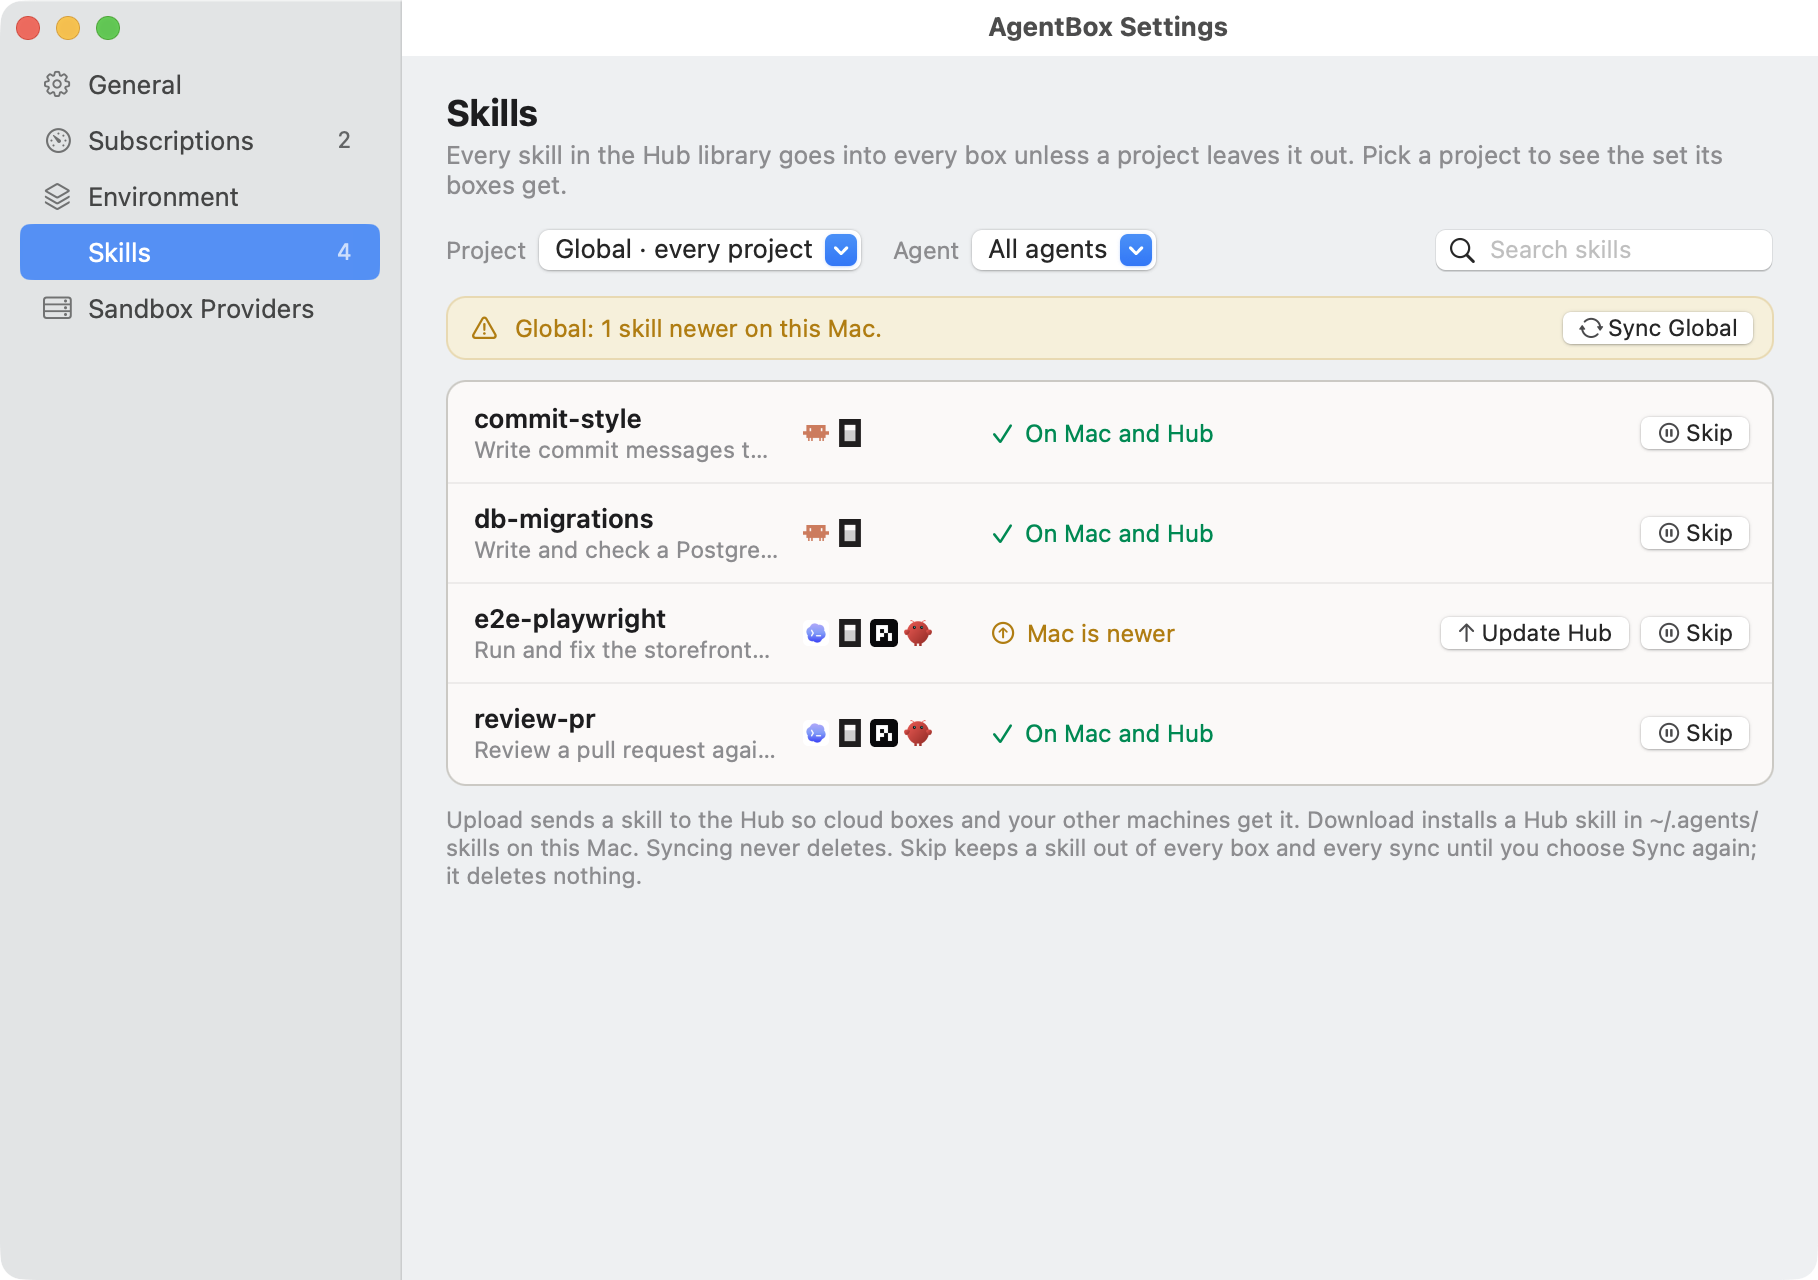 AgentBox Settings
General
Subscriptions 2
Environment
Skills 4
Sandbox Providers
Skills
Every skill in the Hub library goes into every box unless a project leaves it out. Pick a project to see the set its
boxes get.
Project Global · every project Agent All agents Search skills
Global: 1 skill newer on this Mac. Sync Global
commit-style
Write commit messages t...
On Mac and Hub Skip
db-migrations
Write and check a Postgre...
On Mac and Hub Skip
e2e-playwright
Run and fix the storefront...
Mac is newer Update Hub Skip
review-pr
Review a pull request agai...
On Mac and Hub Skip
Upload sends a skill to the Hub so cloud boxes and your other machines get it. Download installs a Hub skill in ~/.agents/
skills on this Mac. Syncing never deletes. Skip keeps a skill out of every box and every sync until you choose Sync again;
it deletes nothing.